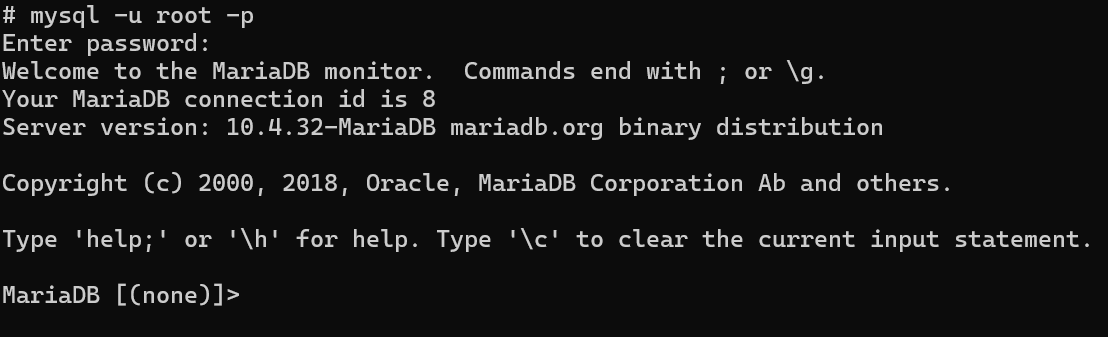 # mysql -u root -p
Enter password:
Welcome to the MariaDB monitor.  Commands end with ; or \g.
Your MariaDB connection id is 8
Server version: 10.4.32-MariaDB mariadb.org binary distribution
Copyright (c) 2000, 2018, Oracle, MariaDB Corporation Ab and others.
Type 'help;' or '\h' for help. Type '\c' to clear the current input statement.
MariaDB [(none)]>